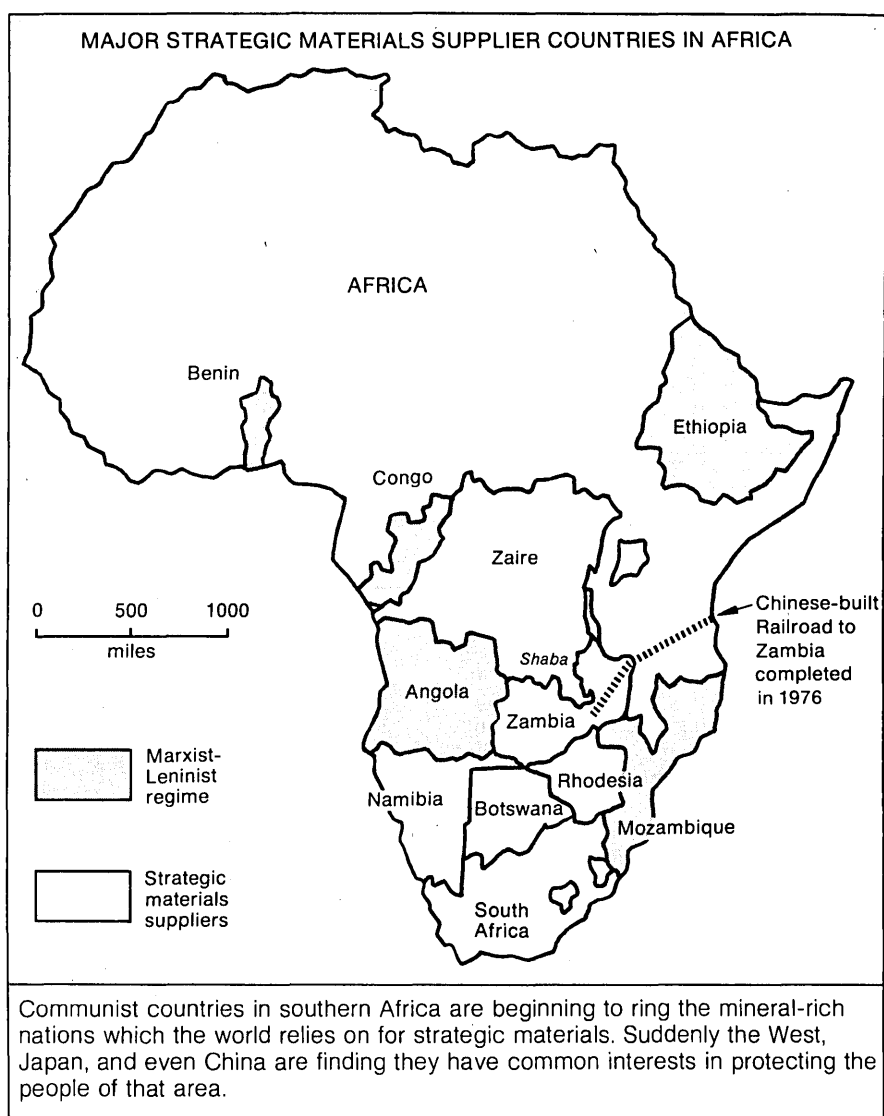 MAJOR STRATEGIC MATERIALS SUPPLIER COUNTRIES IN AFRICA
AFRICA
Benin
Ethiopia
Congo
Zaire
0 500 1000
miles
Chinese-built
Railroad to
Zambia
completed
in 1976
Shaba
Angola
Zambia
Marxist-
Leninist
regime
Rhodesia
Namibia
Botswana
Mozambique
Strategic
materials
suppliers
South
Africa
Communist countries in southern Africa are beginning to ring the mineral-rich
nations which the world relies on for strategic materials. Suddenly the West,
Japan, and even China are finding they have common interests in protecting the
people of that area.